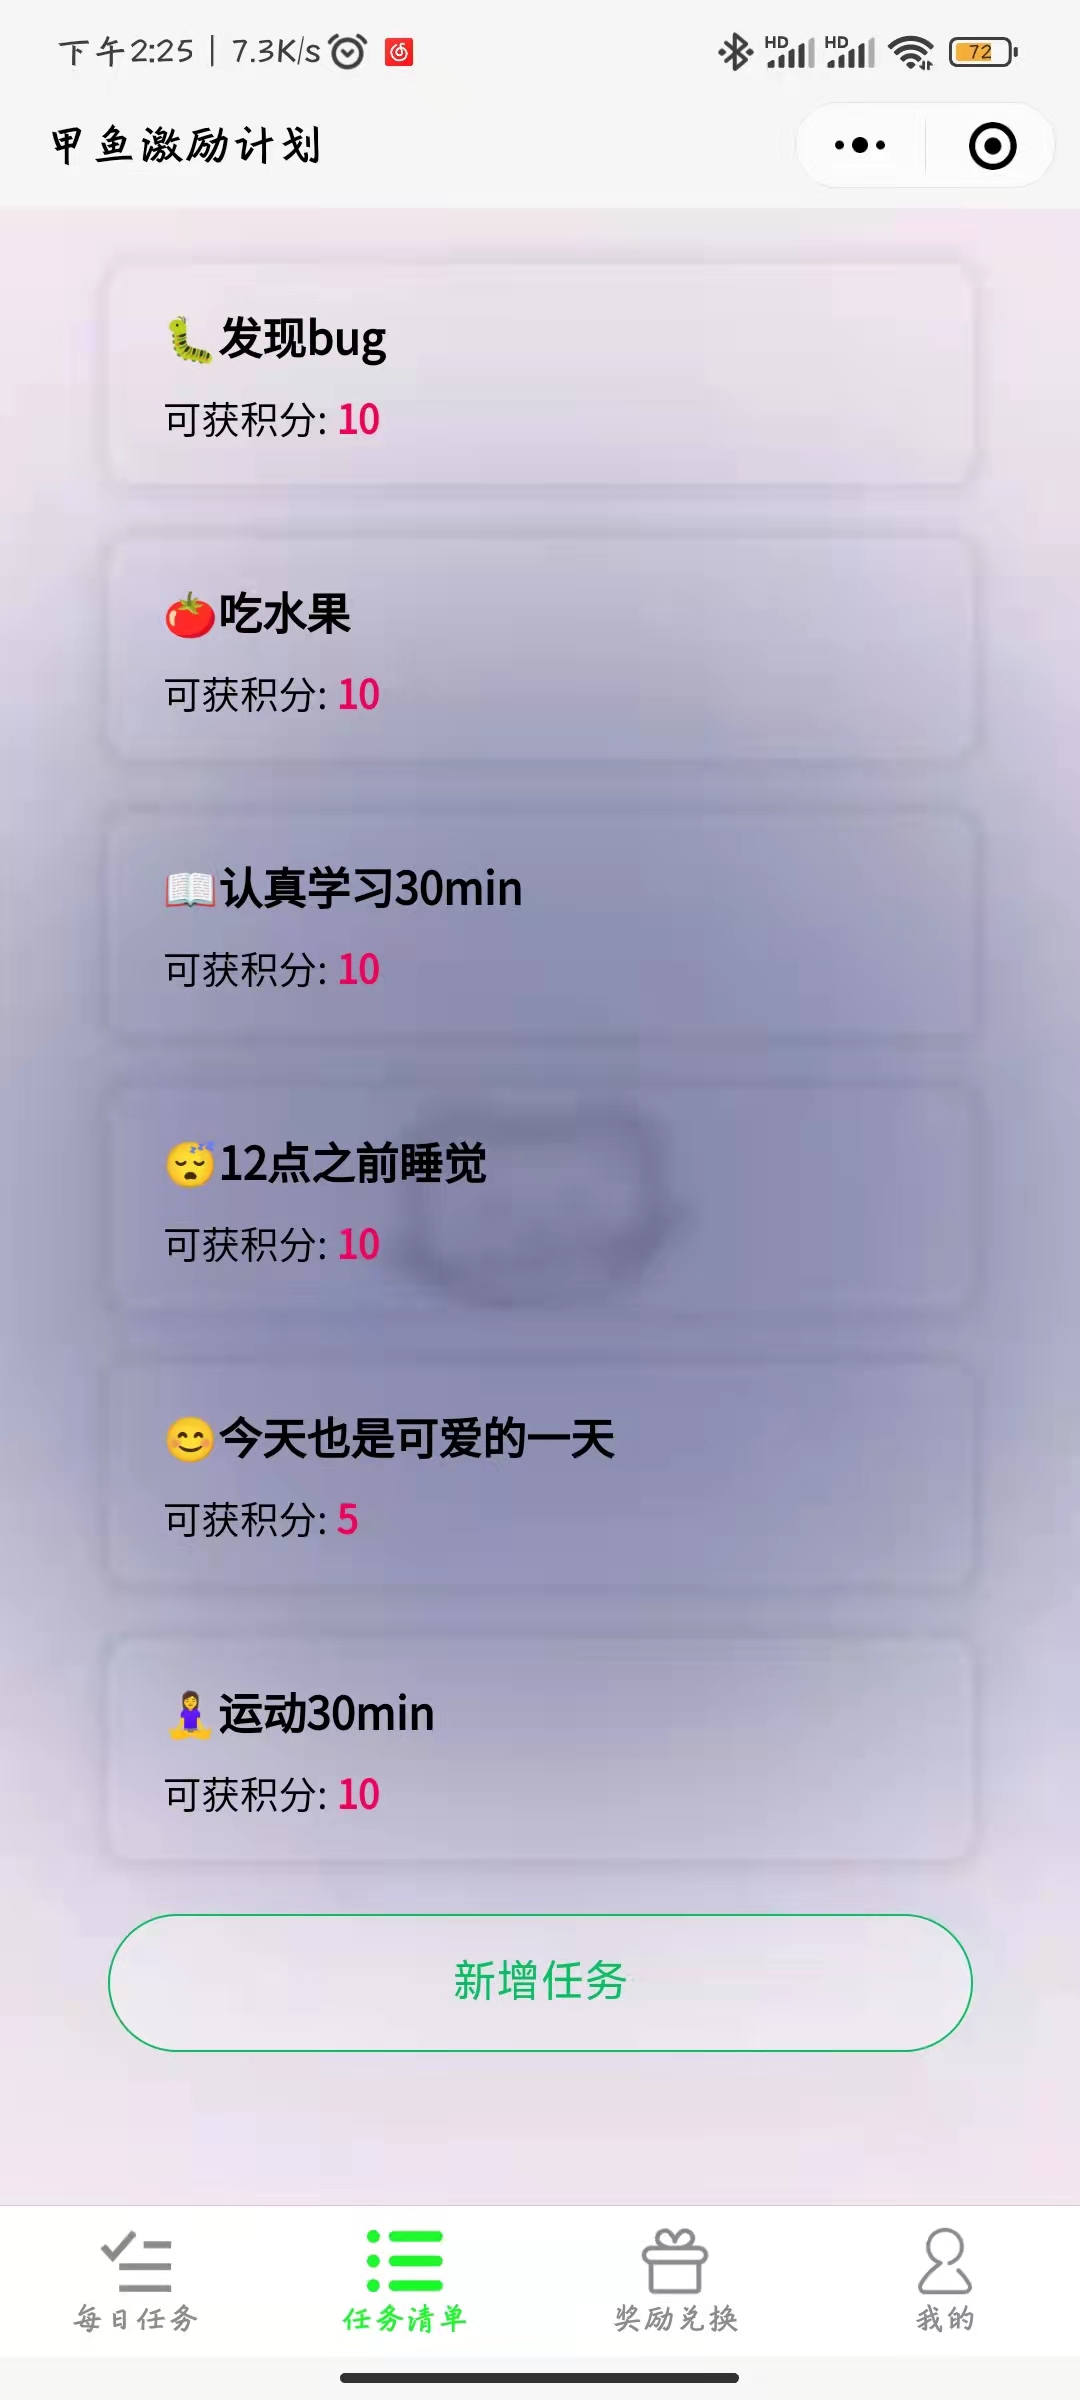 下午2:25 | 7.3K/s
HD HD 72
甲鱼激励计划
🐛发现bug
可获积分: 10
🍅吃水果
可获积分: 10
📖认真学习30min
可获积分: 10
😴12点之前睡觉
可获积分: 10
😊今天也是可爱的一天
可获积分: 5
🧘‍♀️运动30min
可获积分: 10
新增任务
每日任务 任务清单 奖励兑换 我的